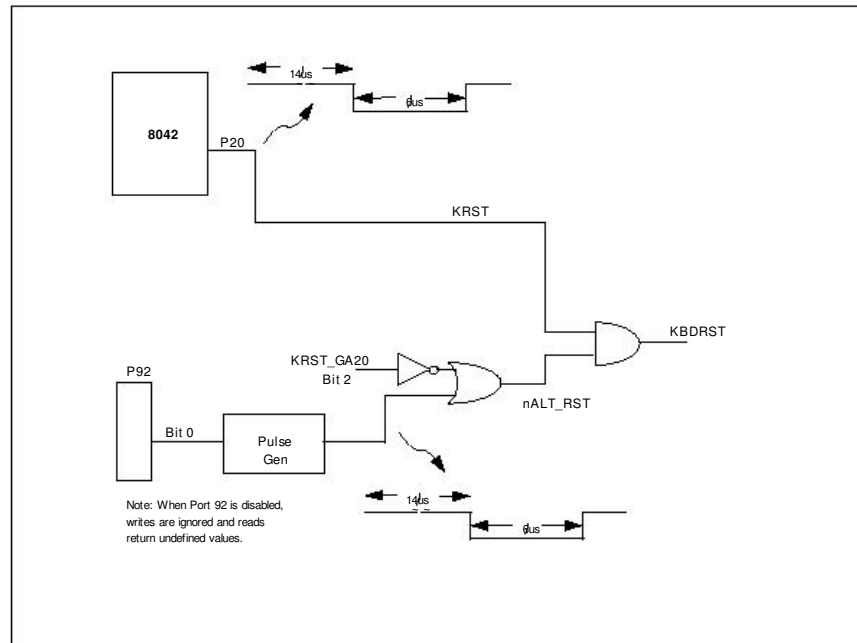 14us
6us
8042
P20
KRST
KBDRST
KRST_GA20
Bit 2
P92
nALT_RST
Bit 0
Pulse
Gen
14us
~ ~
6us
Note: When Port 92 is disabled,
writes are ignored and reads
return undefined values.